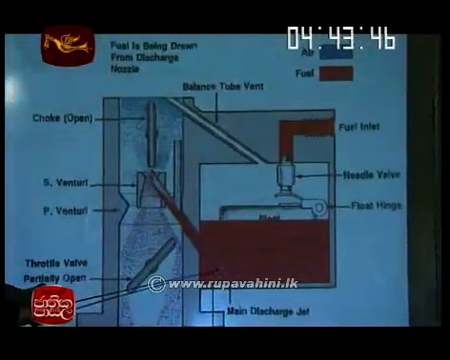 04:43:46
Fuel Is Being Drawn
From Discharge
Nozzle
Air
Fuel
Balance Tube Vent
Choke (Open)
Fuel Inlet
S. Venturi
Needle Valve
P. Venturi
Float Hinge
Float
Throttle Valve
Partially Open
© www.rupavahini.lk
ජාතික
පාසල
Main Discharge Jet